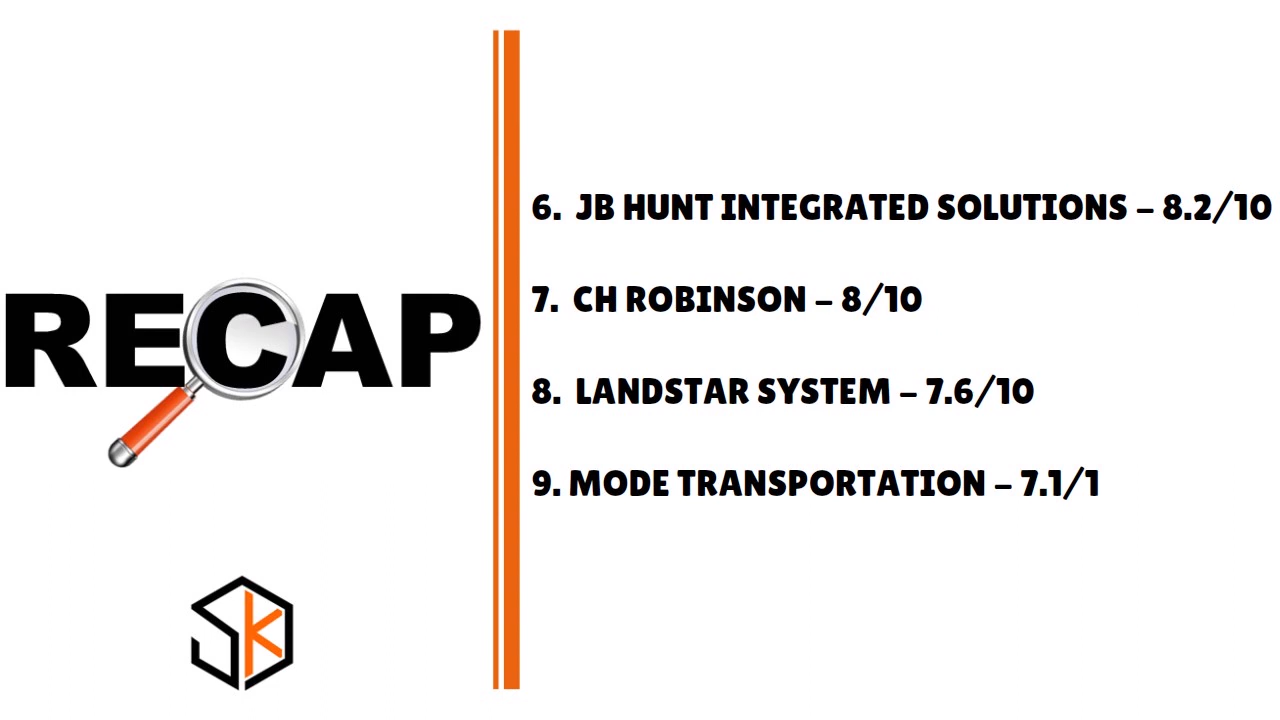 RECAP
6. JB HUNT INTEGRATED SOLUTIONS – 8.2/10
7. CH ROBINSON – 8/10
8. LANDSTAR SYSTEM – 7.6/10
9. MODE TRANSPORTATION – 7.1/1
SK